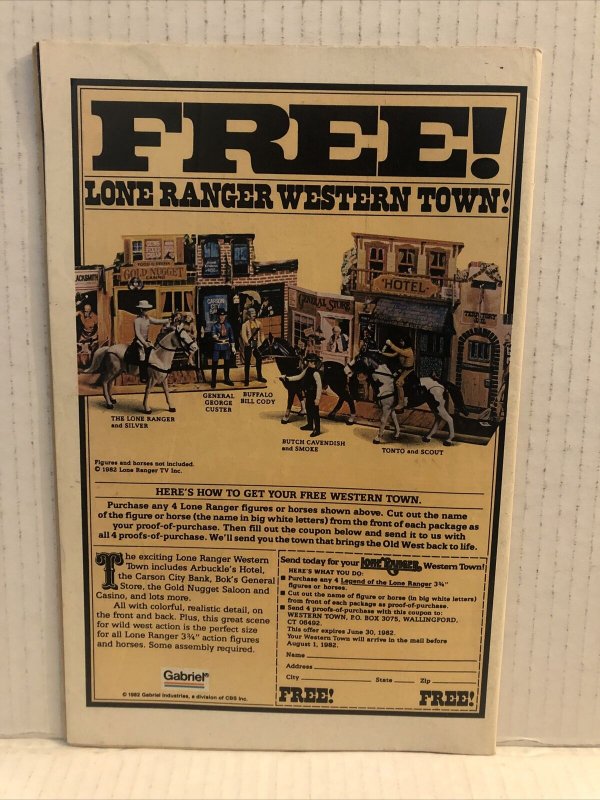 FREE!
LONE RANGER WESTERN TOWN!
GOLD NUGGET
CASINO
CARSON CITY
GENERAL STORE
HOTEL
THE LONE RANGER
and SILVER
GENERAL
GEORGE
CUSTER
BUFFALO
BILL CODY
BUTCH CAVENDISH
and SMOKE
TONTO and SCOUT
Figures and horses not included.
© 1982 Lone Ranger TV Inc.
HERE'S HOW TO GET YOUR FREE WESTERN TOWN.
Purchase any 4 Lone Ranger figures or horses shown above. Cut out the name
of the figure or horse (the name in big white letters) from the front of each package as
your proof-of-purchase. Then fill out the coupon below and send it to us with
all 4 proofs-of-purchase. We'll send you the town that brings the Old West back to life.
The exciting Lone Ranger Western
Town includes Arbuckle's Hotel,
the Carson City Bank, Bok's General
Store, the Gold Nugget Saloon and
Casino, and lots more.
All with colorful, realistic detail, on
the front and back. Plus, this great scene
for wild west action is the perfect size
for all Lone Ranger 3¾" action figures
and horses. Some assembly required.
Gabriel®
© 1982 Gabriel Industries, a division of CBS Inc.
Send today for your LONE RANGER Western Town!
HERE'S WHAT YOU DO:
■ Purchase any 4 Legend of the Lone Ranger 3¾"
figures or horses.
■ Cut out the name of figure or horse (in big white letters)
from front of each package as proof-of-purchase.
■ Send 4 proofs-of-purchase with this coupon to:
WESTERN TOWN, P.O. BOX 3075, WALLINGFORD,
CT 06492.
This offer expires June 30, 1982.
Your Western Town will arrive in the mail before
August 1, 1982.
Name
Address
City State Zip
FREE! FREE!